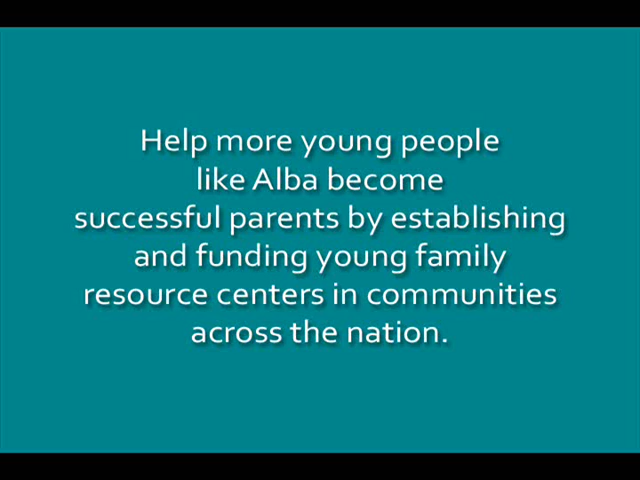 Help more young people
like Alba become
successful parents by establishing
and funding young family
resource centers in communities
across the nation.